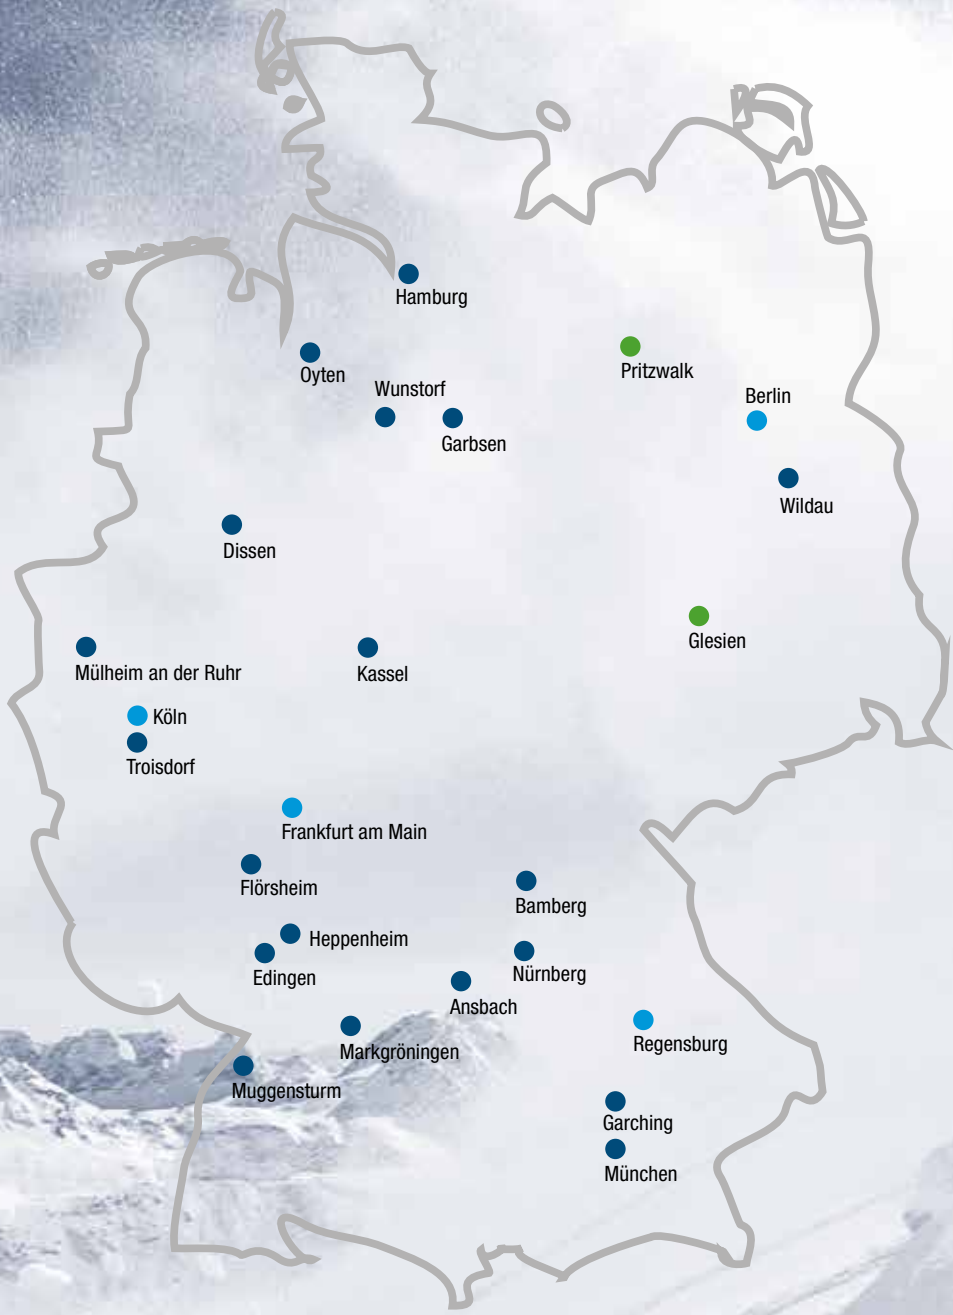 Hamburg
Oyten
Pritzwalk
Wunstorf
Berlin
Garbsen
Wildau
Dissen
Glesien
Mülheim an der Ruhr
Kassel
Köln
Troisdorf
Frankfurt am Main
Flörsheim
Bamberg
Heppenheim
Nürnberg
Edingen
Ansbach
Regensburg
Markgröningen
Muggensturm
Garching
München